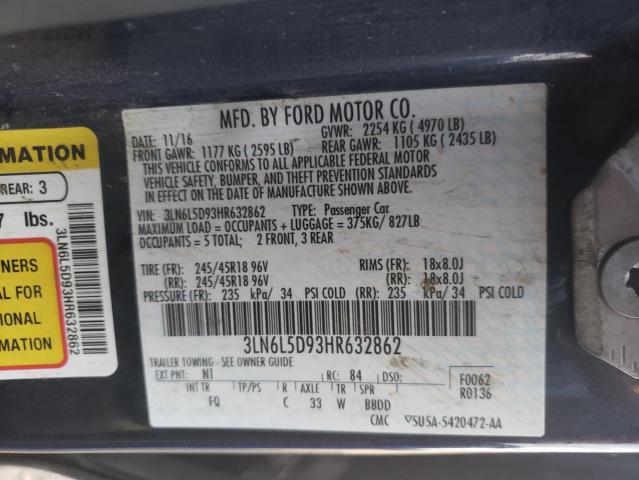 MFD. BY FORD MOTOR CO.
DATE: 11/16 GVWR: 2254 KG ( 4970 LB)
FRONT GAWR: 1177 KG ( 2595 LB) REAR GAWR: 1105 KG ( 2435 LB)
THIS VEHICLE CONFORMS TO ALL APPLICABLE FEDERAL MOTOR
VEHICLE SAFETY, BUMPER, AND THEFT PREVENTION STANDARDS
IN EFFECT ON THE DATE OF MANUFACTURE SHOWN ABOVE.
VIN: 3LN6L5D93HR632862 TYPE: Passenger Car
MAXIMUM LOAD = OCCUPANTS + LUGGAGE = 375KG/ 827LB
OCCUPANTS = 5 TOTAL; 2 FRONT, 3 REAR
TIRE (FR): 245/45R18 96V RIMS (FR): 18x8.0J
(RR): 245/45R18 96V (RR): 18x8.0J
PRESSURE (FR): 235 kPa/ 34 PSI COLD (RR): 235 kPa/ 34 PSI COLD
3LN6L5D93HR632862
TRAILER TOWING - SEE OWNER GUIDE
EXT PNT: N1 RC: 84 DSO: F0062
INT TR TP/PS R AXLE TR SPR R0136
FQ C 33 W BBDD
CMC 5U5A-5420472-AA
RMATION
REAR: 3
7 lbs.
WNERS
AL FOR
IONAL
MATION
3LN6L5D93HR632862